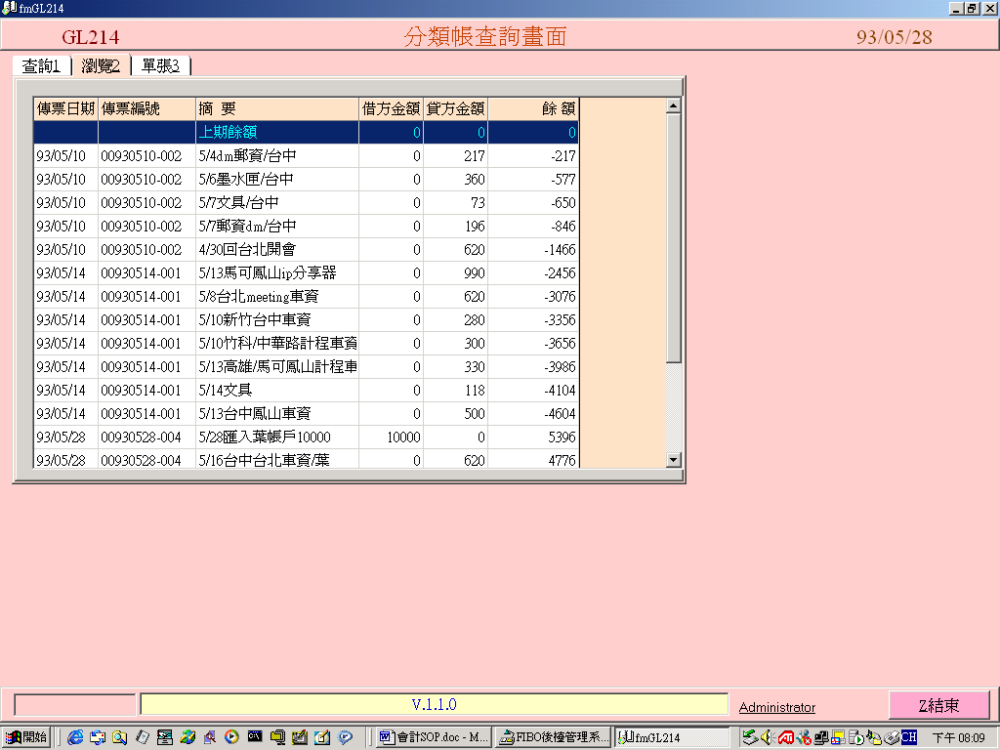 fmGL214
GL214 分類帳查詢畫面 93/05/28
查詢1 瀏覽2 單張3
傳票日期 傳票編號 摘 要 借方金額 貸方金額 餘 額
上期餘額 0 0 0
93/05/10 00930510-002 5/4dm郵資/台中 0 217 -217
93/05/10 00930510-002 5/6墨水匣/台中 0 360 -577
93/05/10 00930510-002 5/7文具/台中 0 73 -650
93/05/10 00930510-002 5/7郵資dm/台中 0 196 -846
93/05/10 00930510-002 4/30回台北開會 0 620 -1466
93/05/14 00930514-001 5/13馬可鳳山ip分享器 0 990 -2456
93/05/14 00930514-001 5/8台北meeting車資 0 620 -3076
93/05/14 00930514-001 5/10新竹台中車資 0 280 -3356
93/05/14 00930514-001 5/10竹科/中華路計程車資 0 300 -3656
93/05/14 00930514-001 5/13高雄/馬可鳳山計程車 0 330 -3986
93/05/14 00930514-001 5/14文具 0 118 -4104
93/05/14 00930514-001 5/13台中鳳山車資 0 500 -4604
93/05/28 00930528-004 5/28匯入葉帳戶10000 10000 0 5396
93/05/28 00930528-004 5/16台中台北車資/葉 0 620 4776
V.1.1.0 Administrator Z結束
開始 會計SOP.doc - M... FIBO後檯管理系... fmGL214 CH 下午 08:09